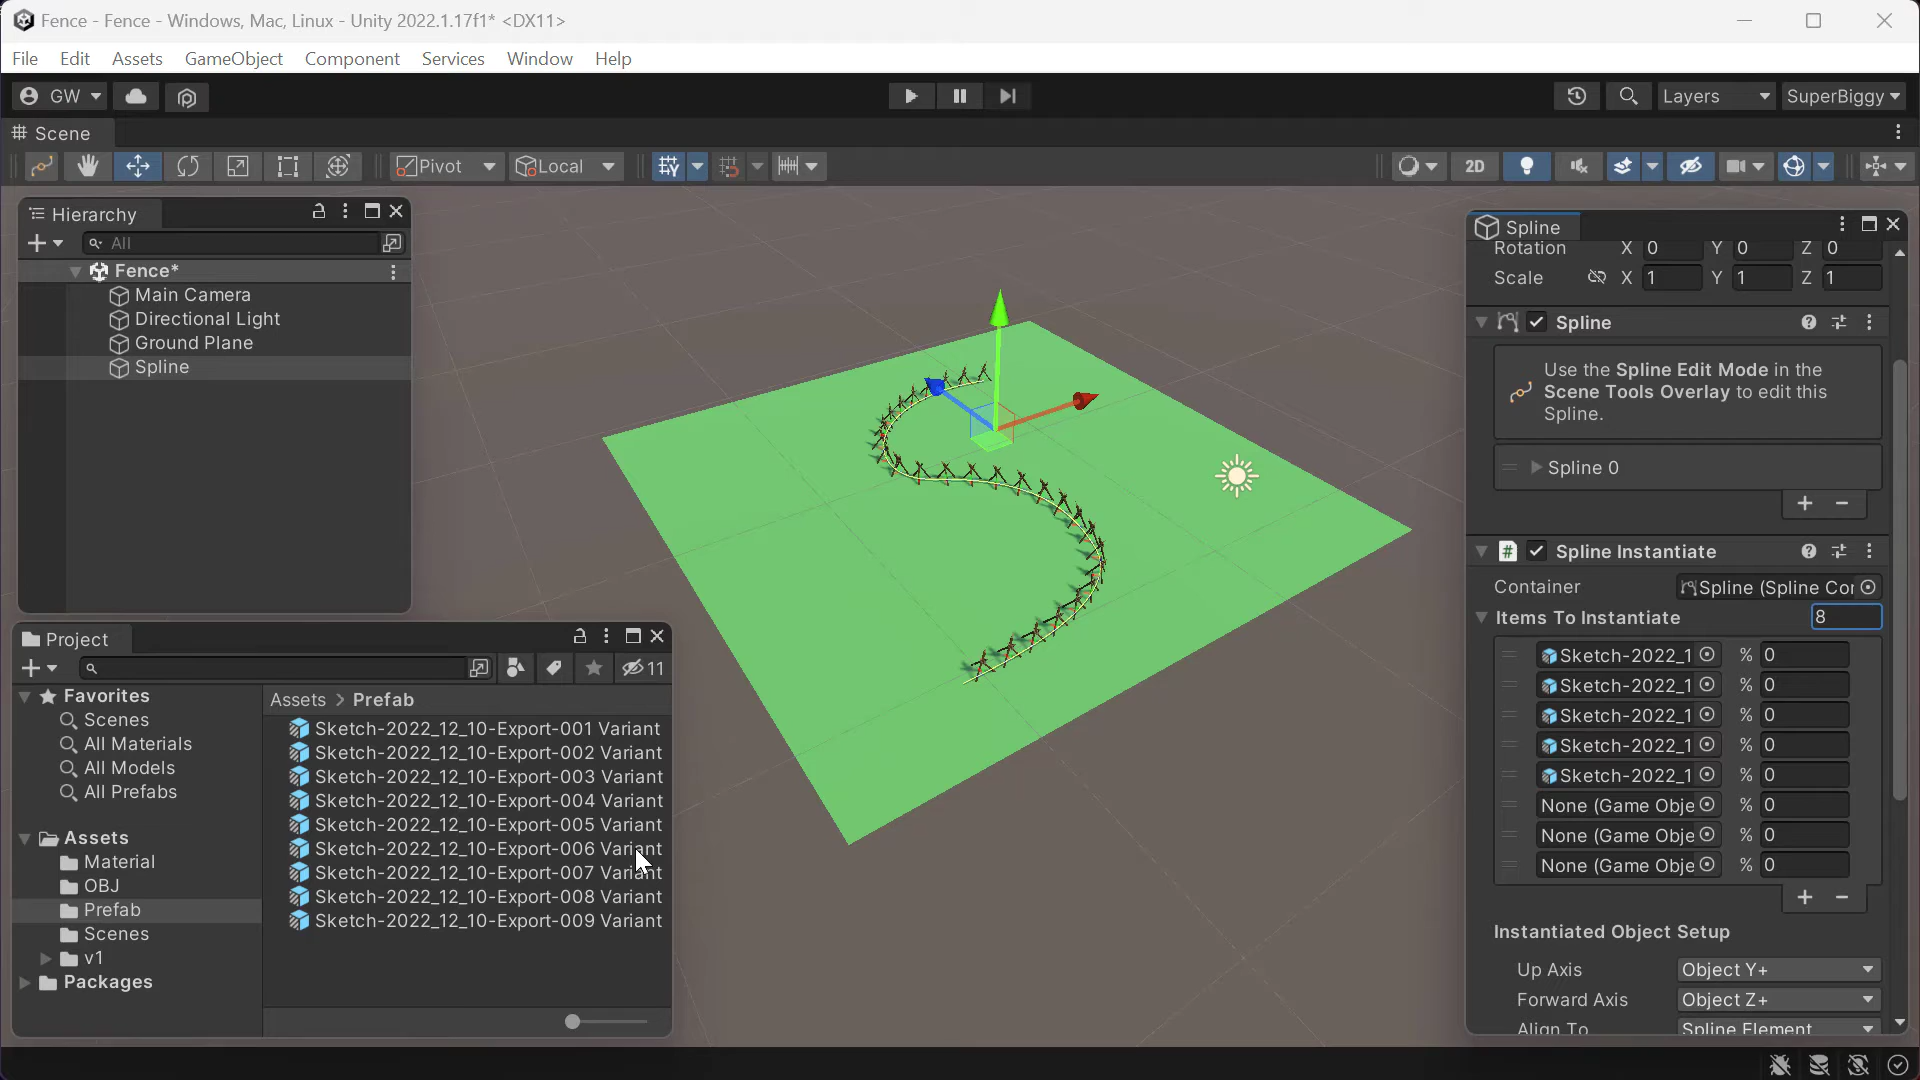 Fence - Fence - Windows, Mac, Linux - Unity 2022.1.17f1* <DX11>
File Edit Assets GameObject Component Services Window Help
GW Layers SuperBiggy
Scene
Pivot Local 2D
Hierarchy
All
Fence*
Main Camera
Directional Light
Ground Plane
Spline
Project
11
Favorites
Scenes
All Materials
All Models
All Prefabs
Assets
Material
OBJ
Prefab
Scenes
v1
Packages
Assets > Prefab
Sketch-2022_12_10-Export-001 Variant
Sketch-2022_12_10-Export-002 Variant
Sketch-2022_12_10-Export-003 Variant
Sketch-2022_12_10-Export-004 Variant
Sketch-2022_12_10-Export-005 Variant
Sketch-2022_12_10-Export-006 Variant
Sketch-2022_12_10-Export-007 Variant
Sketch-2022_12_10-Export-008 Variant
Sketch-2022_12_10-Export-009 Variant
Spline
Rotation X 0 Y 0 Z 0
Scale X 1 Y 1 Z 1
Spline
Use the Spline Edit Mode in the
Scene Tools Overlay to edit this
Spline.
Spline 0
+ −
# Spline Instantiate
Container Spline (Spline Cor
Items To Instantiate 8
Sketch-2022_1 % 0
Sketch-2022_1 % 0
Sketch-2022_1 % 0
Sketch-2022_1 % 0
Sketch-2022_1 % 0
None (Game Obje % 0
None (Game Obje % 0
None (Game Obje % 0
+ −
Instantiated Object Setup
Up Axis Object Y+
Forward Axis Object Z+
Align To Spline Element